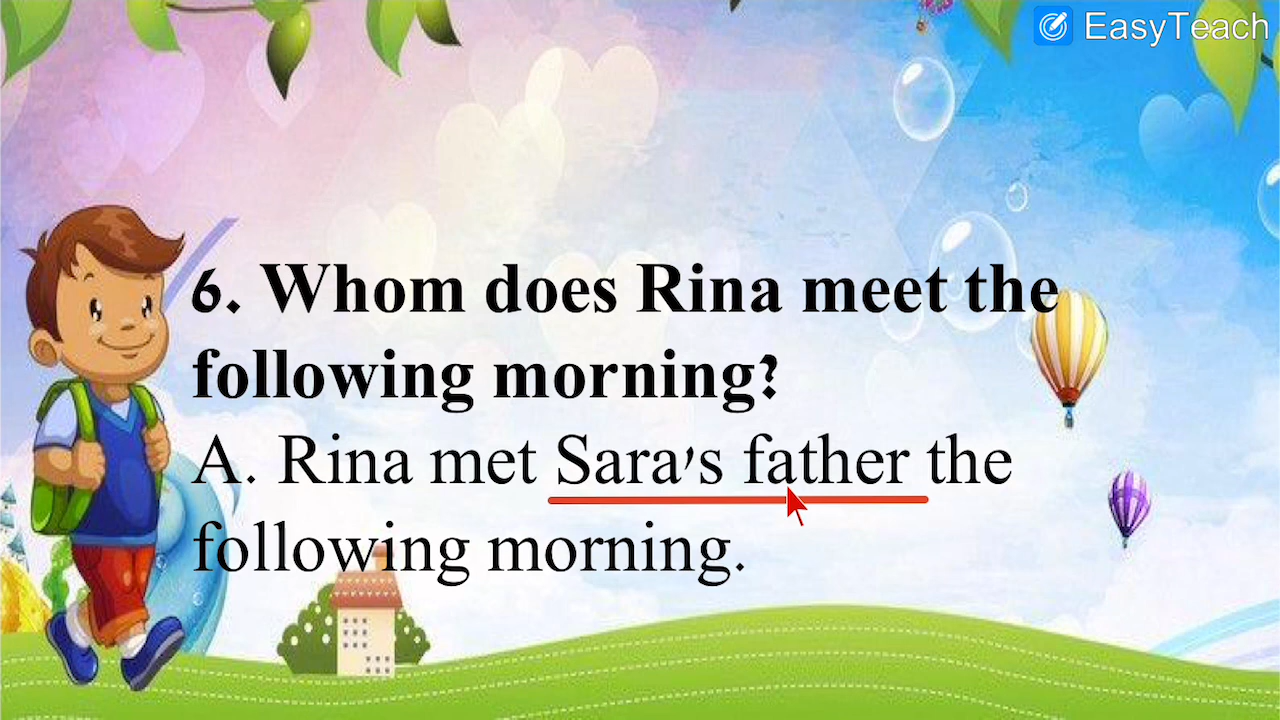 EasyTeach
6. Whom does Rina meet the
following morning?
A. Rina met Sara's father the
following morning.